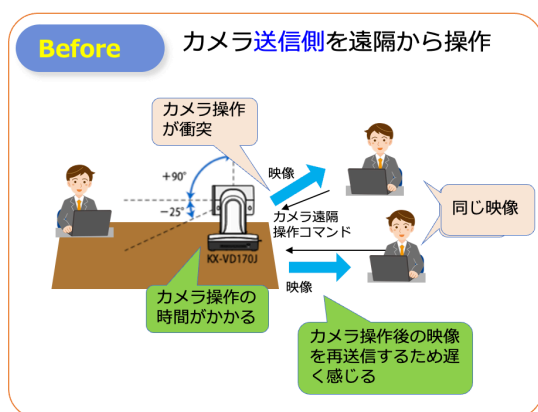 Before
カメラ送信側を遠隔から操作
カメラ操作
が衝突
映像
+90°
−25°
同じ映像
カメラ遠隔
操作コマンド
KX-VD170J
映像
カメラ操作の
時間がかかる
カメラ操作後の映像
を再送信するため遅
く感じる